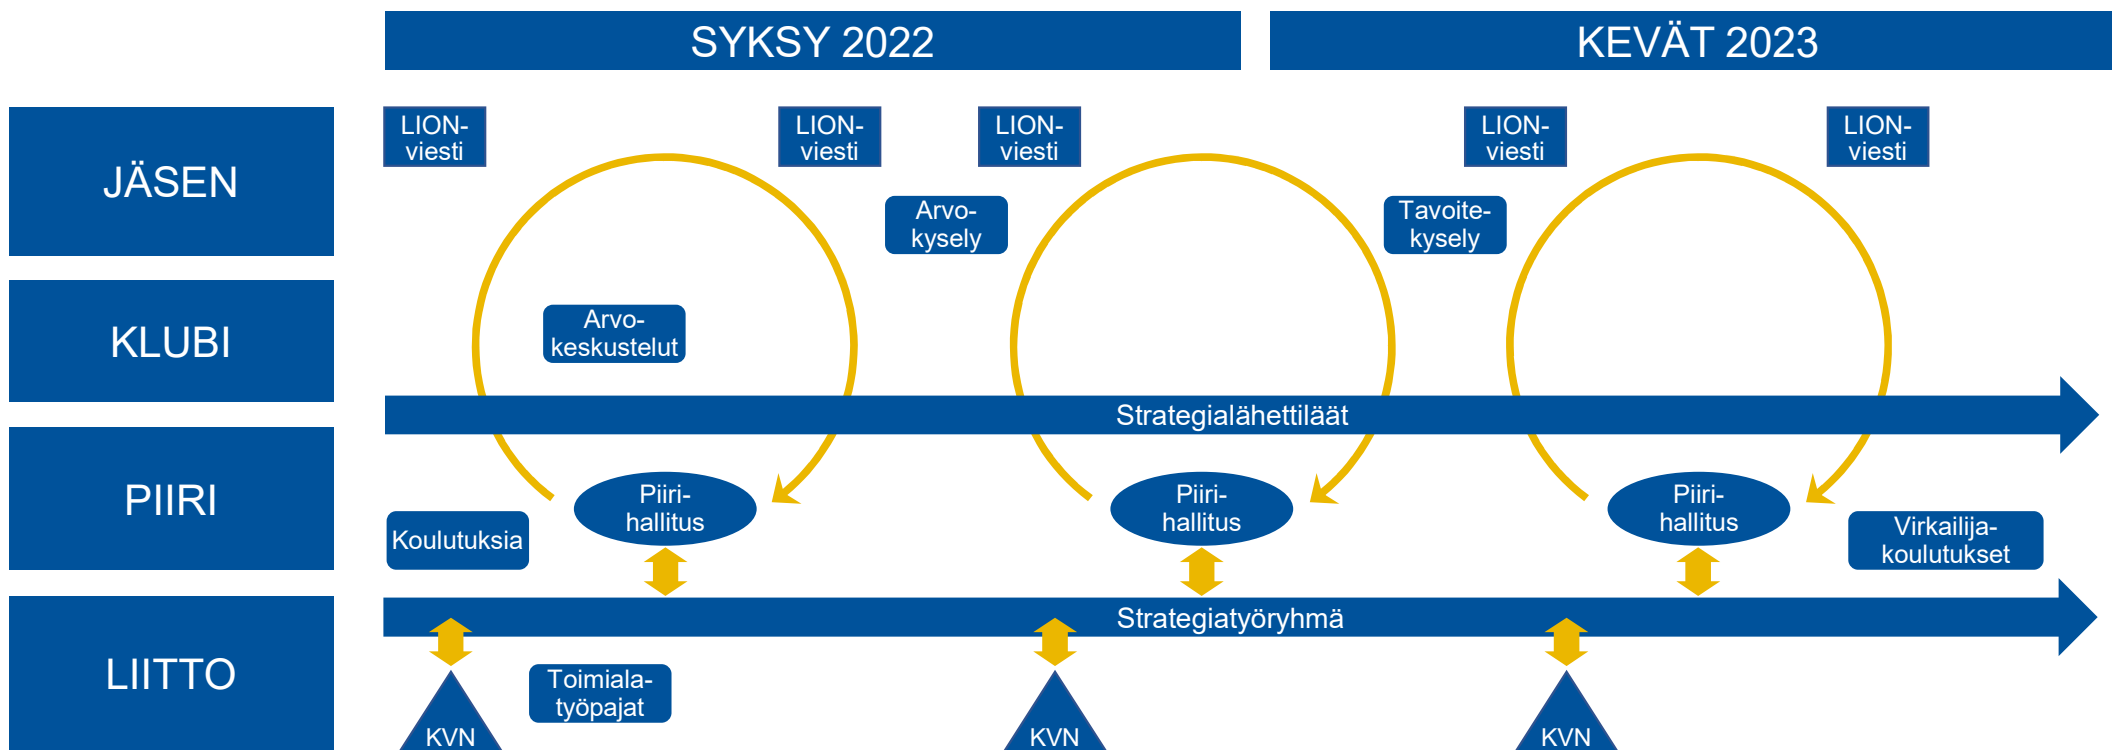 SYKSY 2022
KEVÄT 2023
JÄSEN
LION-
viesti
LION-
viesti
LION-
viesti
LION-
viesti
LION-
viesti
Arvo-
kysely
Tavoite-
kysely
KLUBI
Arvo-
keskustelut
Strategialähettiläät
PIIRI
Koulutuksia
Piiri-
hallitus
Piiri-
hallitus
Piiri-
hallitus
Virkailija-
koulutukset
LIITTO
Strategiatyöryhmä
Toimiala-
työpajat
KVN
KVN
KVN